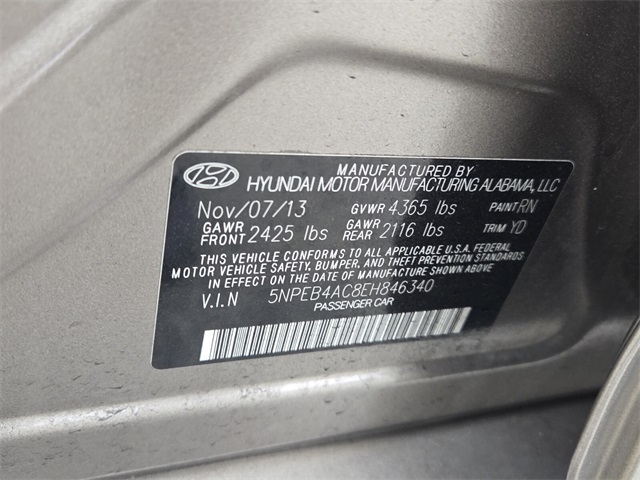 MANUFACTURED BY
HYUNDAI MOTOR MANUFACTURING ALABAMA, LLC
Nov/07/13 GVWR 4365 lbs PAINT RN
GAWR FRONT 2425 lbs GAWR REAR 2116 lbs TRIM YD
THIS VEHICLE CONFORMS TO ALL APPLICABLE U.S.A. FEDERAL
MOTOR VEHICLE SAFETY, BUMPER, AND THEFT PREVENTION STANDARDS
IN EFFECT ON THE DATE OF MANUFACTURE SHOWN ABOVE
V.I.N 5NPEB4AC8EH846340
PASSENGER CAR